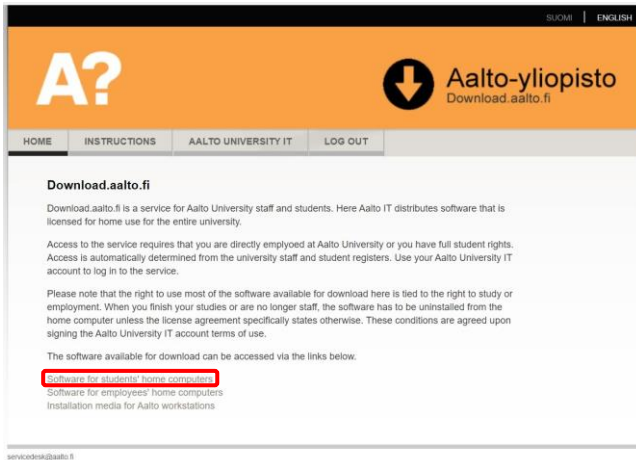 SUOMI | ENGLISH
A?
Aalto-yliopisto
Download.aalto.fi
HOME INSTRUCTIONS AALTO UNIVERSITY IT LOG OUT
Download.aalto.fi
Download.aalto.fi is a service for Aalto University staff and students. Here Aalto IT distributes software that is
licensed for home use for the entire university.
Access to the service requires that you are directly emplyoed at Aalto University or you have full student rights.
Access is automatically determined from the university staff and student registers. Use your Aalto University IT
account to log in to the service.
Please note that the right to use most of the software available for download here is tied to the right to study or
employment. When you finish your studies or are no longer staff, the software has to be uninstalled from the
home computer unless the license agreement specifically states otherwise. These conditions are agreed upon
signing the Aalto University IT account terms of use.
The software available for download can be accessed via the links below.
Software for students' home computers
Software for employees' home computers
Installation media for Aalto workstations
servicedesk@aalto.fi